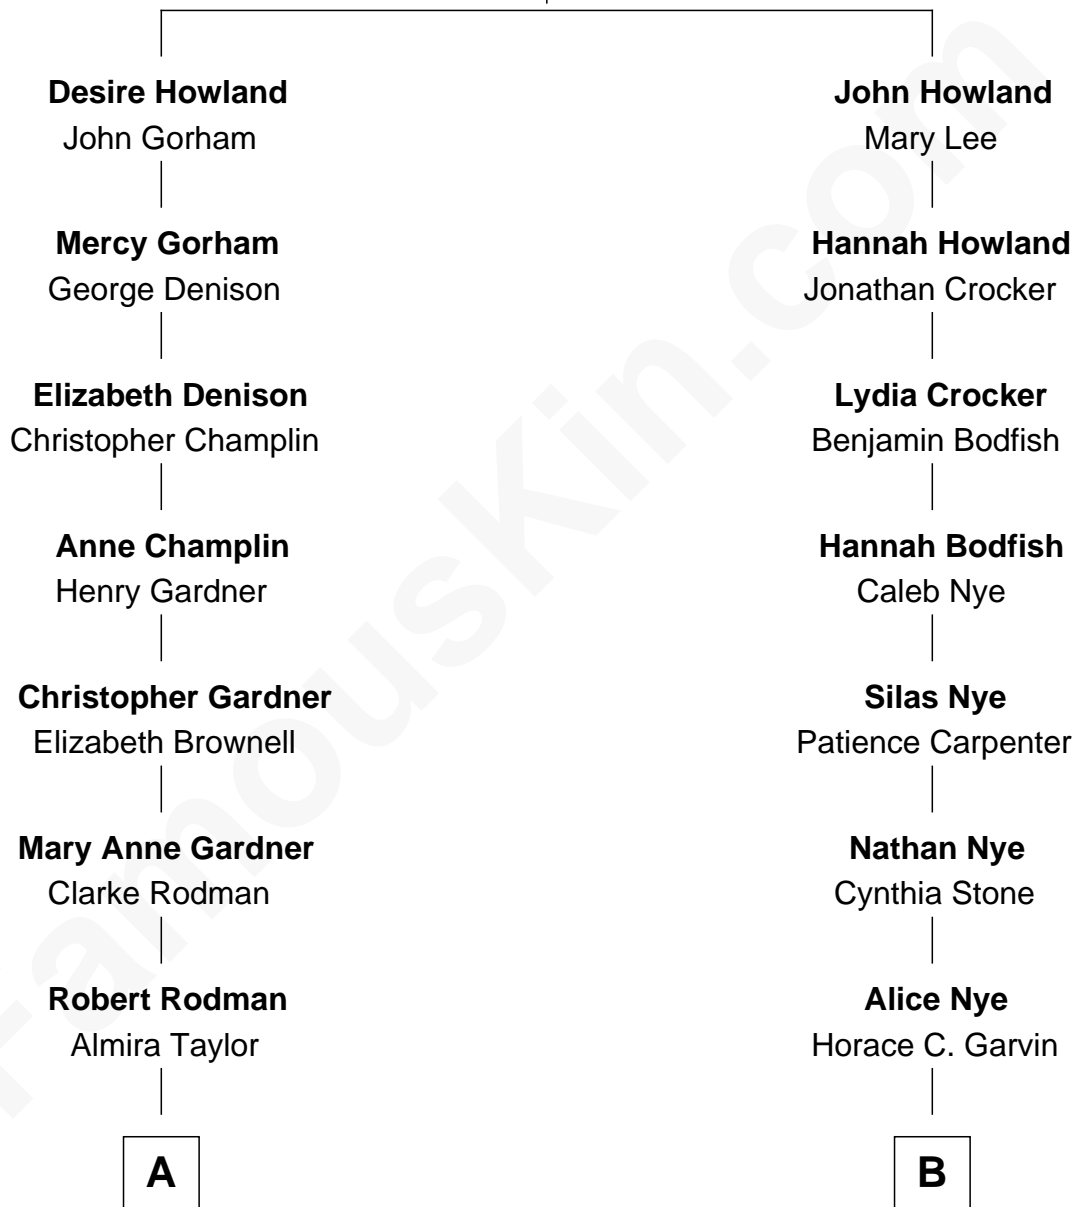 Desire Howland
John Gorham
Mercy Gorham
George Denison
Elizabeth Denison
Christopher Champlin
Anne Champlin
Henry Gardner
Christopher Gardner
Elizabeth Brownell
Mary Anne Gardner
Clarke Rodman
Robert Rodman
Almira Taylor
A
John Howland
Mary Lee
Hannah Howland
Jonathan Crocker
Lydia Crocker
Benjamin Bodfish
Hannah Bodfish
Caleb Nye
Silas Nye
Patience Carpenter
Nathan Nye
Cynthia Stone
Alice Nye
Horace C. Garvin
B
FamousKin.com